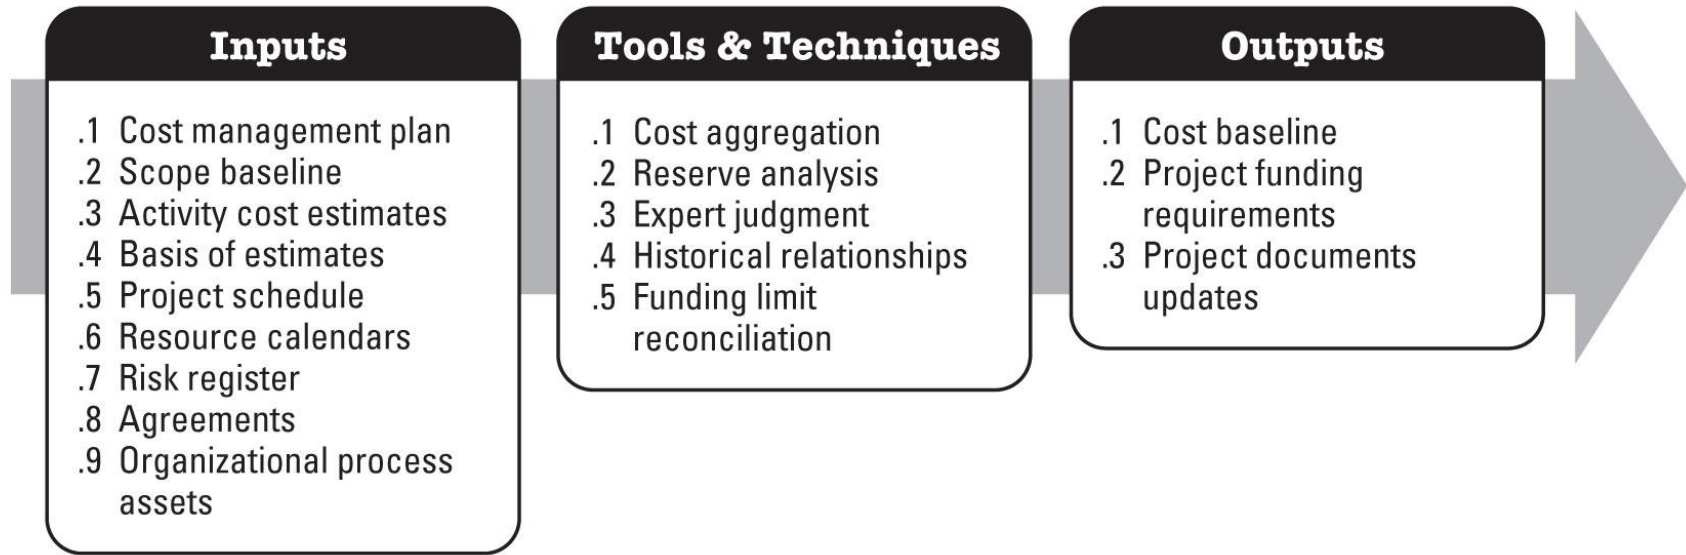 Inputs
.1 Cost management plan
.2 Scope baseline
.3 Activity cost estimates
.4 Basis of estimates
.5 Project schedule
.6 Resource calendars
.7 Risk register
.8 Agreements
.9 Organizational process
assets
Tools & Techniques
.1 Cost aggregation
.2 Reserve analysis
.3 Expert judgment
.4 Historical relationships
.5 Funding limit
reconciliation
Outputs
.1 Cost baseline
.2 Project funding
requirements
.3 Project documents
updates